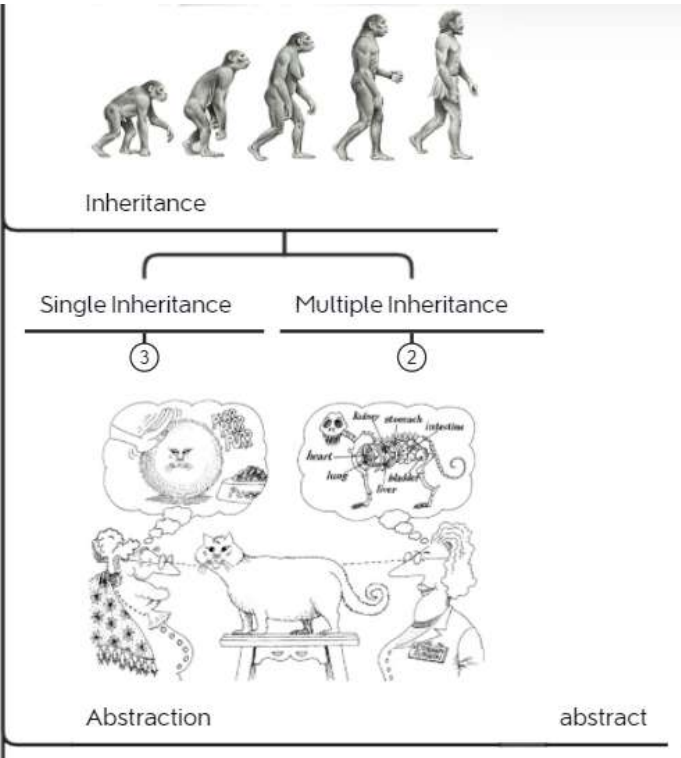 Inheritance
Single Inheritance Multiple Inheritance
3 2
kidney stomach intestine
heart
lung liver bladder
Abstraction abstract